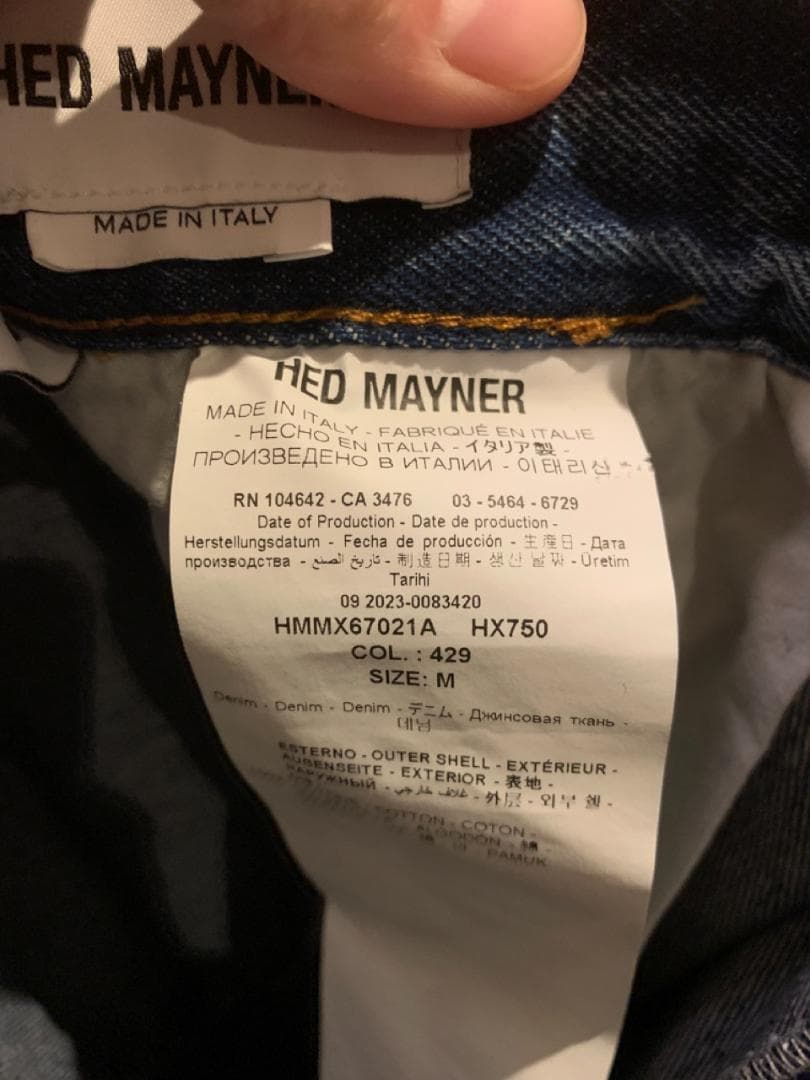 HED MAYNE
MADE IN ITALY
HED MAYNER
MADE IN ITALY - FABRIQUÉ EN ITALIE
- HECHO EN ITALIA - イタリア製 -
ПРОИЗВЕДЕНО В ИТАЛИИ - 이태리산
RN 104642 - CA 3476 03 - 5464 - 6729
Date of Production - Date de production -
Herstellungsdatum - Fecha de producción - 生産日 - Дата
производства - تاريخ الصنع - 制造日期 - 생산 날짜 - Üretim
Tarihi
09 2023-0083420
HMMX67021A HX750
COL. : 429
SIZE: M
Denim - Denim - Denim - デニム - Джинсовая ткань -
데님
ESTERNO - OUTER SHELL - EXTÉRIEUR -
AUßENSEITE - EXTERIOR - 表地 -
НАРУЖНЫЙ - غلاف خارجي - 外层 - 외부 쉘 -
COTTON - COTON -
ALGODÓN - 綿 -
PAMUK